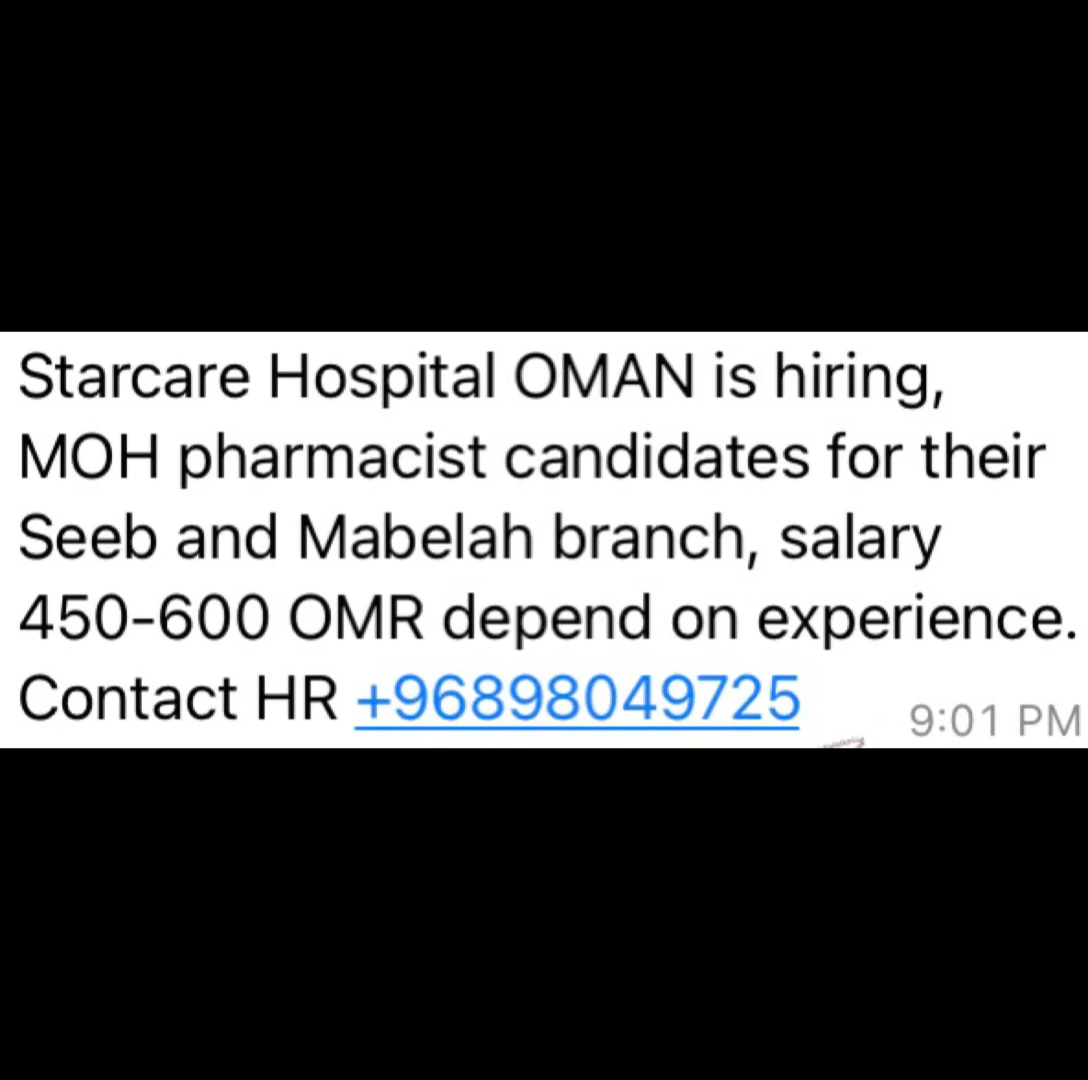 Starcare Hospital OMAN is hiring,
MOH pharmacist candidates for their
Seeb and Mabelah branch, salary
450-600 OMR depend on experience.
Contact HR +96898049725
9:01 PM